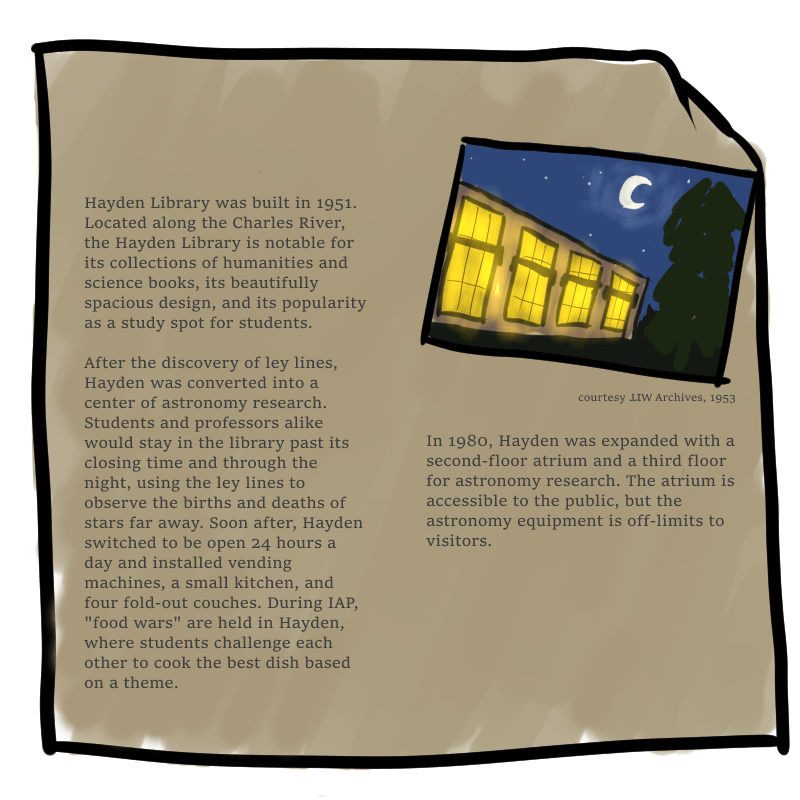 Hayden Library was built in 1951.
Located along the Charles River,
the Hayden Library is notable for
its collections of humanities and
science books, its beautifully
spacious design, and its popularity
as a study spot for students.
After the discovery of ley lines,
Hayden was converted into a
center of astronomy research.
Students and professors alike
would stay in the library past its
closing time and through the
night, using the ley lines to
observe the births and deaths of
stars far away. Soon after, Hayden
switched to be open 24 hours a
day and installed vending
machines, a small kitchen, and
four fold-out couches. During IAP,
"food wars" are held in Hayden,
where students challenge each
other to cook the best dish based
on a theme.
courtesy ⅃IW Archives, 1953
In 1980, Hayden was expanded with a
second-floor atrium and a third floor
for astronomy research. The atrium is
accessible to the public, but the
astronomy equipment is off-limits to
visitors.